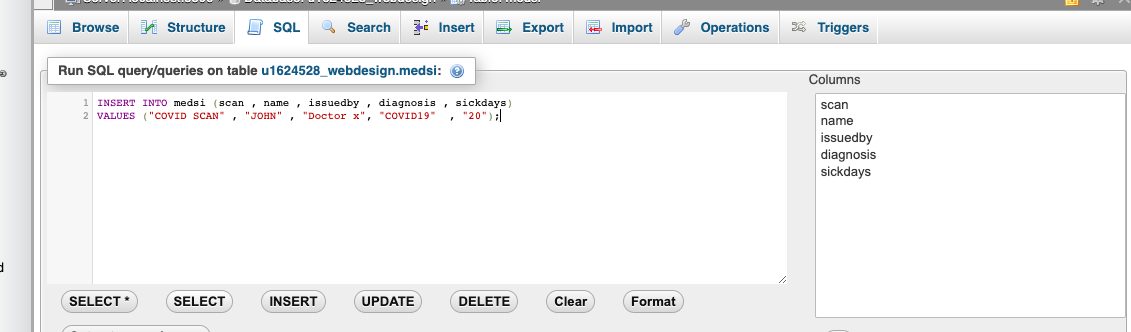 Browse Structure SQL Search Insert Export Import Operations Triggers
Run SQL query/queries on table u1624528_webdesign.medsi:
Columns
1 INSERT INTO medsi (scan , name , issuedby , diagnosis , sickdays)
2 VALUES ("COVID SCAN" , "JOHN" , "Doctor x", "COVID19" , "20");
scan
name
issuedby
diagnosis
sickdays
SELECT * SELECT INSERT UPDATE DELETE Clear Format